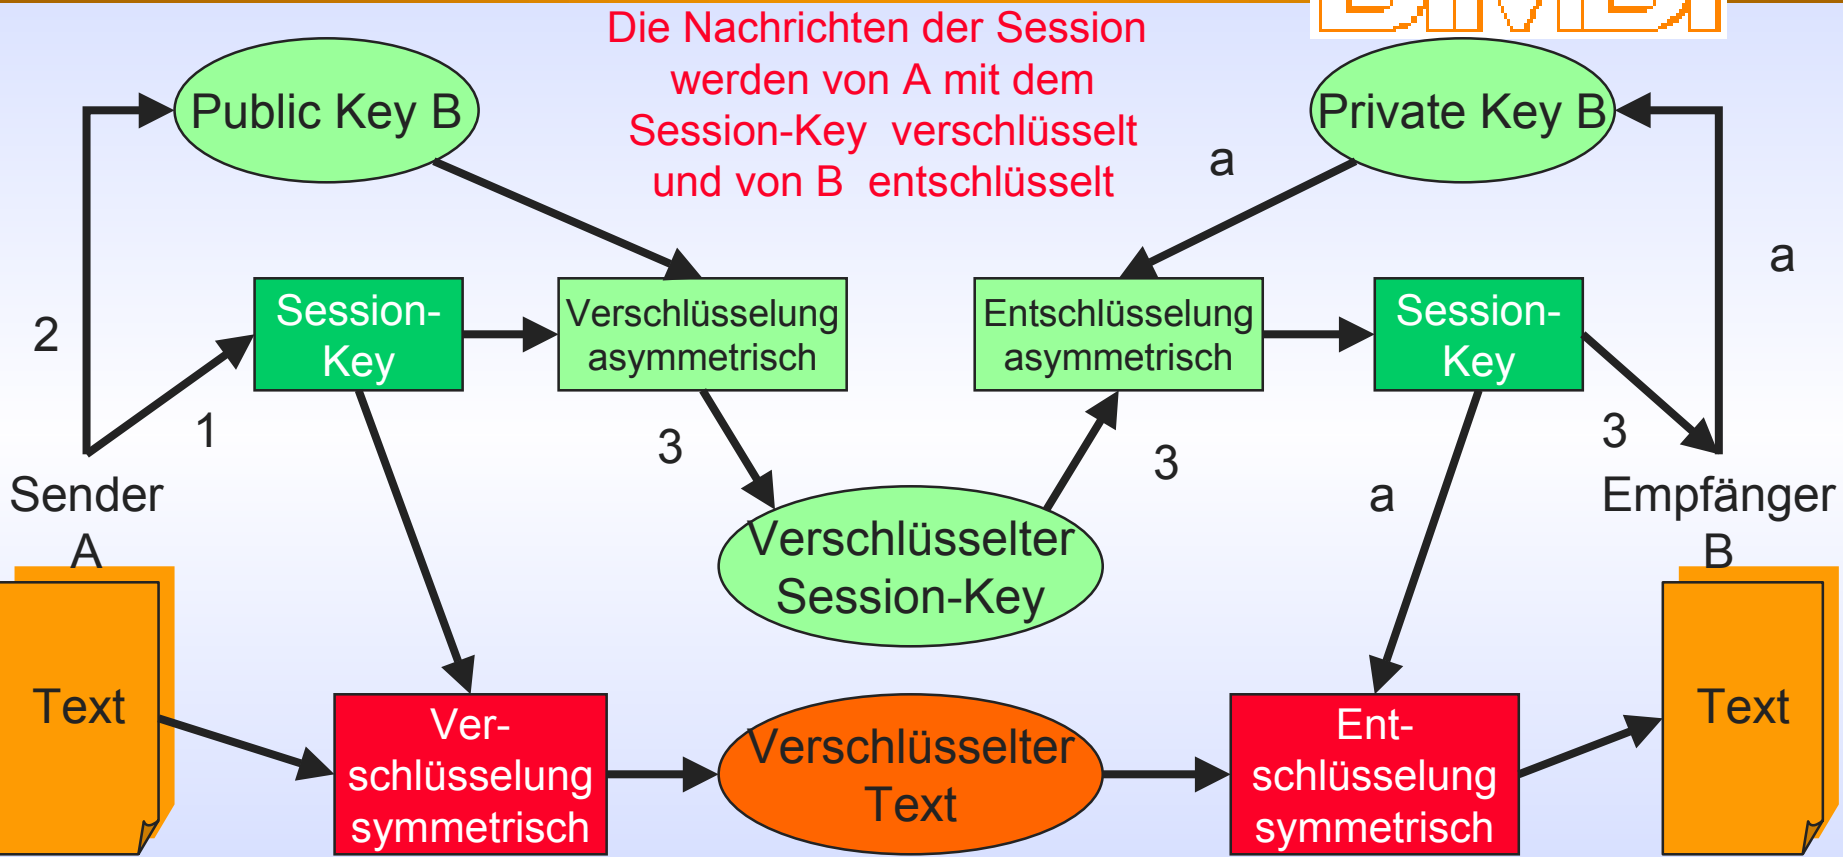 Die Nachrichten der Session
werden von A mit dem
Session-Key verschlüsselt
und von B entschlüsselt
Public Key B
Private Key B
a
a
2
Session-
Key
Verschlüsselung
asymmetrisch
Entschlüsselung
asymmetrisch
Session-
Key
1
3
3
3
Sender
A
a
Empfänger
B
Verschlüsselter
Session-Key
Text
Ver-
schlüsselung
symmetrisch
Verschlüsselter
Text
Ent-
schlüsselung
symmetrisch
Text